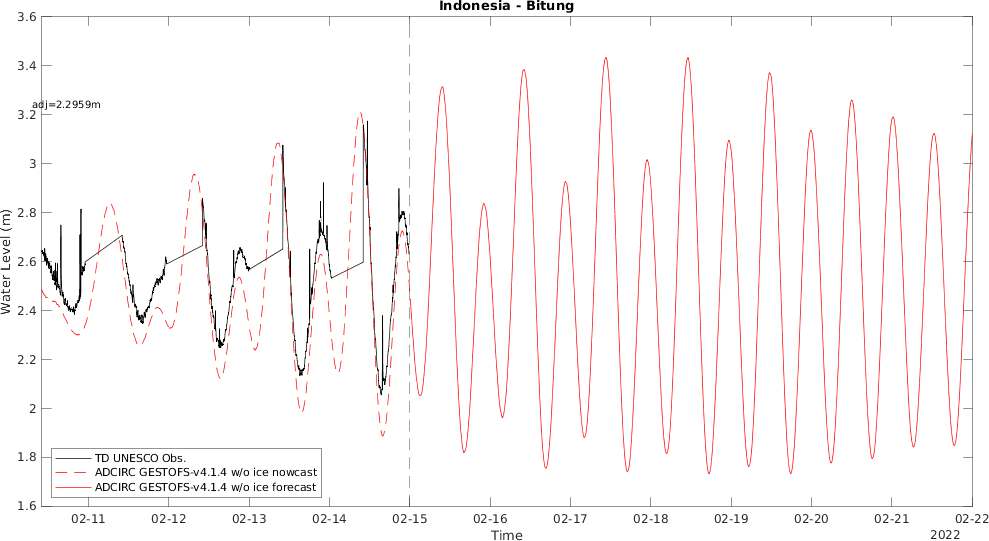 Indonesia - Bitung
3.6
3.4
adj=2.2959m
3.2
3
2.8
2.6
2.4
2.2
2
1.8
1.6
Water Level (m)
TD UNESCO Obs.
ADCIRC GESTOFS-v4.1.4 w/o ice nowcast
ADCIRC GESTOFS-v4.1.4 w/o ice forecast
02-11 02-12 02-13 02-14 02-15 02-16 02-17 02-18 02-19 02-20 02-21 02-22
Time
2022